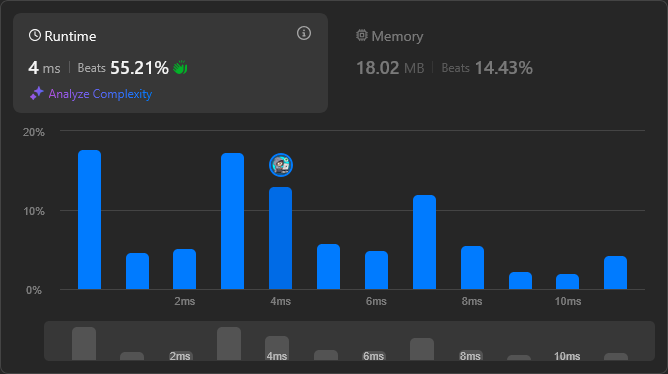 Runtime
4 ms | Beats 55.21%
Analyze Complexity
Memory
18.02 MB | Beats 14.43%
20%
10%
0%
2ms 4ms 6ms 8ms 10ms
2ms 4ms 6ms 8ms 10ms